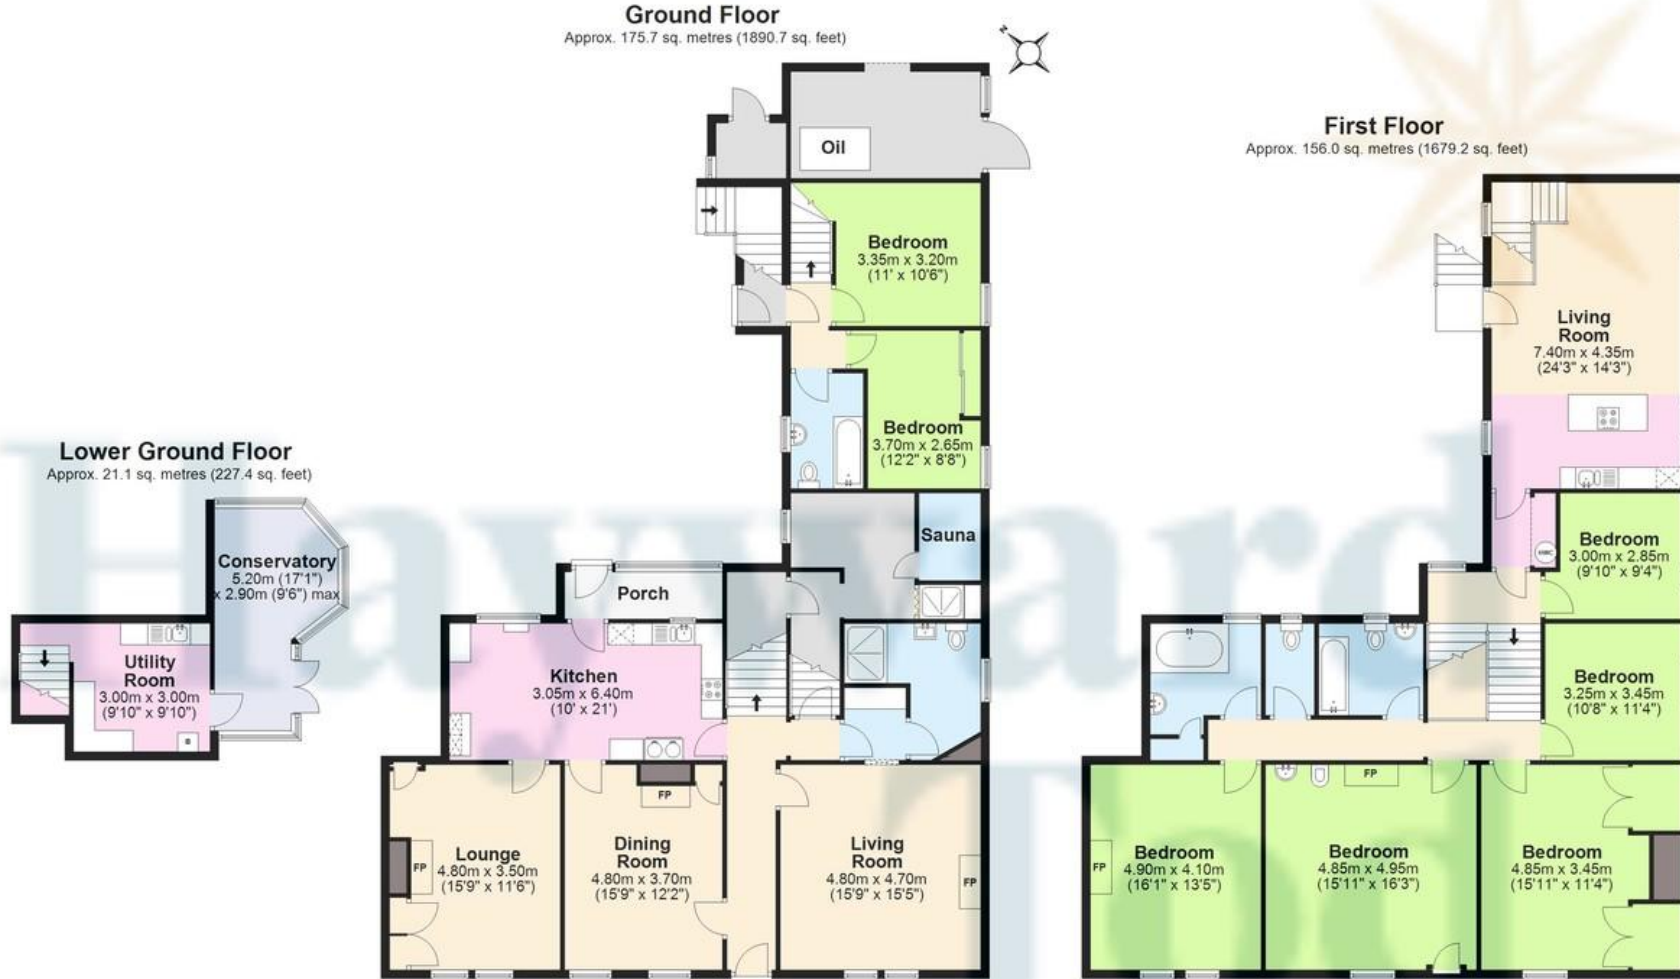 Ground Floor
Approx. 175.7 sq. metres (1890.7 sq. feet)
N
Oil
Bedroom
3.35m x 3.20m
(11' x 10'6")
Bedroom
3.70m x 2.65m
(12'2" x 8'8")
Sauna
Porch
Kitchen
3.05m x 6.40m
(10' x 21')
FP
Lounge
4.80m x 3.50m
(15'9" x 11'6")
FP
Dining
Room
4.80m x 3.70m
(15'9" x 12'2")
Living
Room
4.80m x 4.70m
(15'9" x 15'5")
FP
Lower Ground Floor
Approx. 21.1 sq. metres (227.4 sq. feet)
Conservatory
5.20m (17'1")
x 2.90m (9'6") max
Utility
Room
3.00m x 3.00m
(9'10" x 9'10")
B
First Floor
Approx. 156.0 sq. metres (1679.2 sq. feet)
Living
Room
7.40m x 4.35m
(24'3" x 14'3")
HWC
Bedroom
3.00m x 2.85m
(9'10" x 9'4")
Bedroom
3.25m x 3.45m
(10'8" x 11'4")
FP
Bedroom
4.90m x 4.10m
(16'1" x 13'5")
FP
Bedroom
4.85m x 4.95m
(15'11" x 16'3")
Bedroom
4.85m x 3.45m
(15'11" x 11'4")
Hayward
Tod